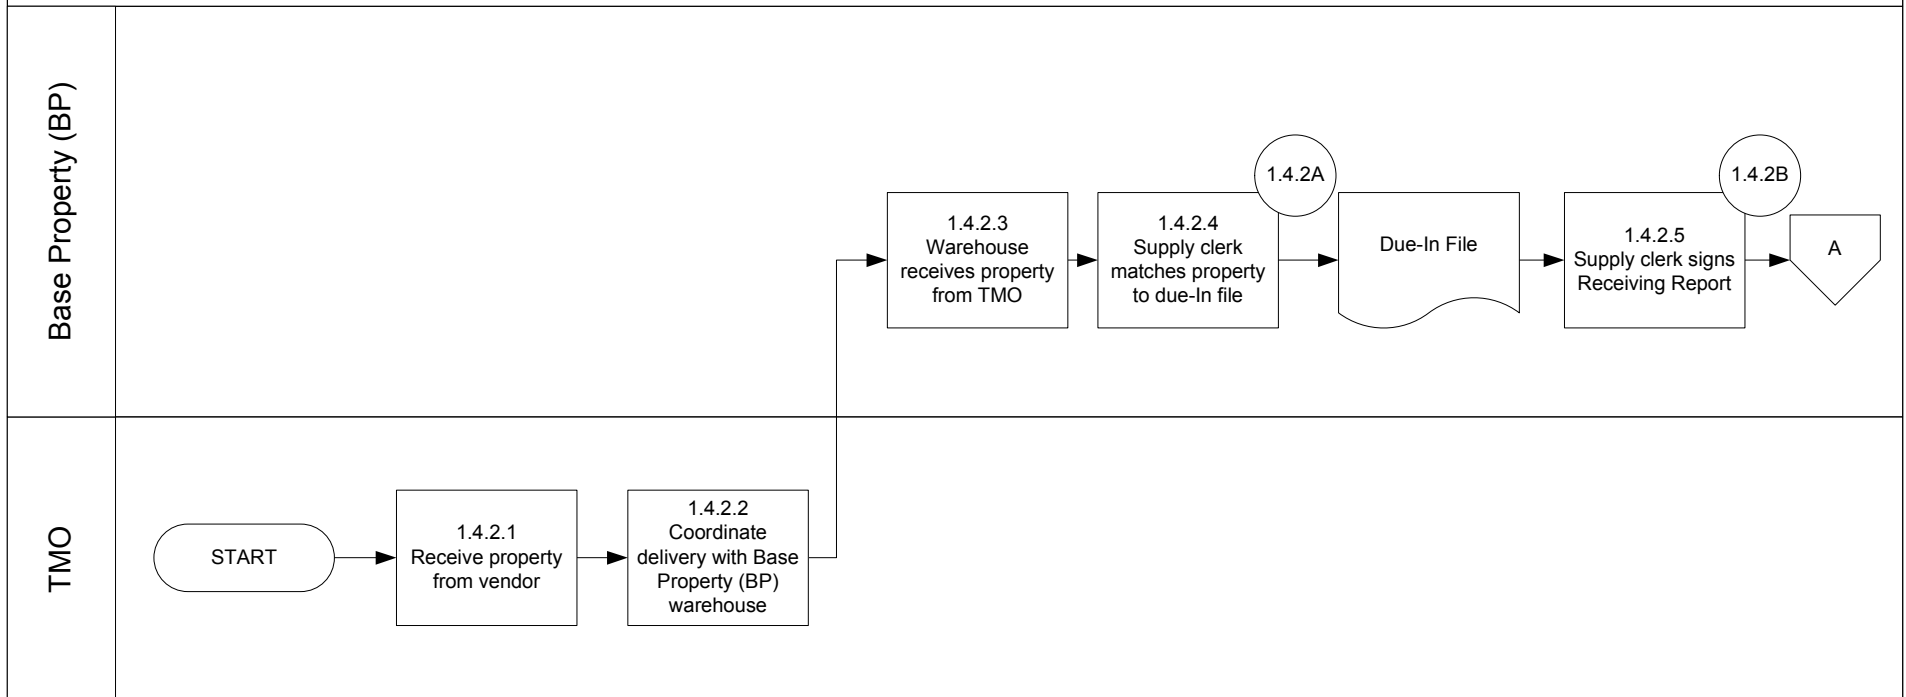 Base Property (BP)
1.4.2.3
Warehouse
receives property
from TMO
1.4.2A
1.4.2.4
Supply clerk
matches property
to due-In file
Due-In File
1.4.2B
1.4.2.5
Supply clerk signs
Receiving Report
A
TMO
START
1.4.2.1
Receive property
from vendor
1.4.2.2
Coordinate
delivery with Base
Property (BP)
warehouse